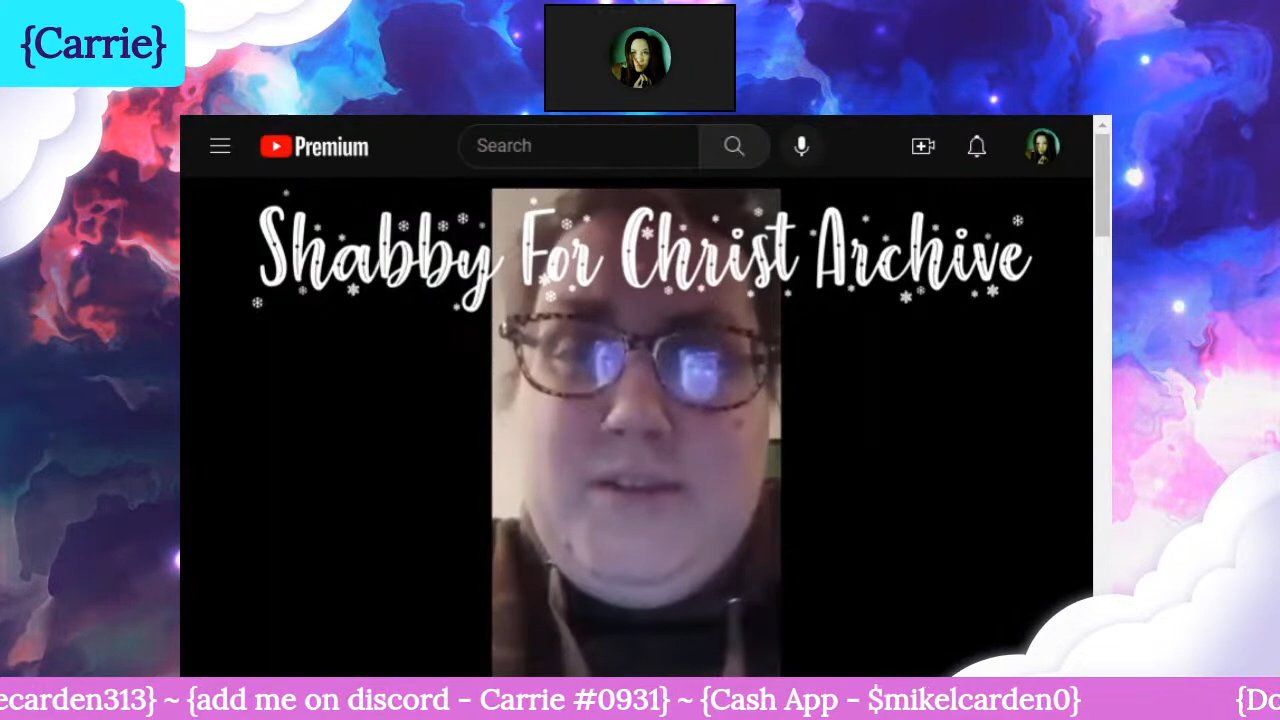 {Carrie}
Premium
Search
Shabby For Christ Archive
ecarden313} ~ {add me on discord - Carrie #0931} ~ {Cash App - $mikelcarden0}
{Do